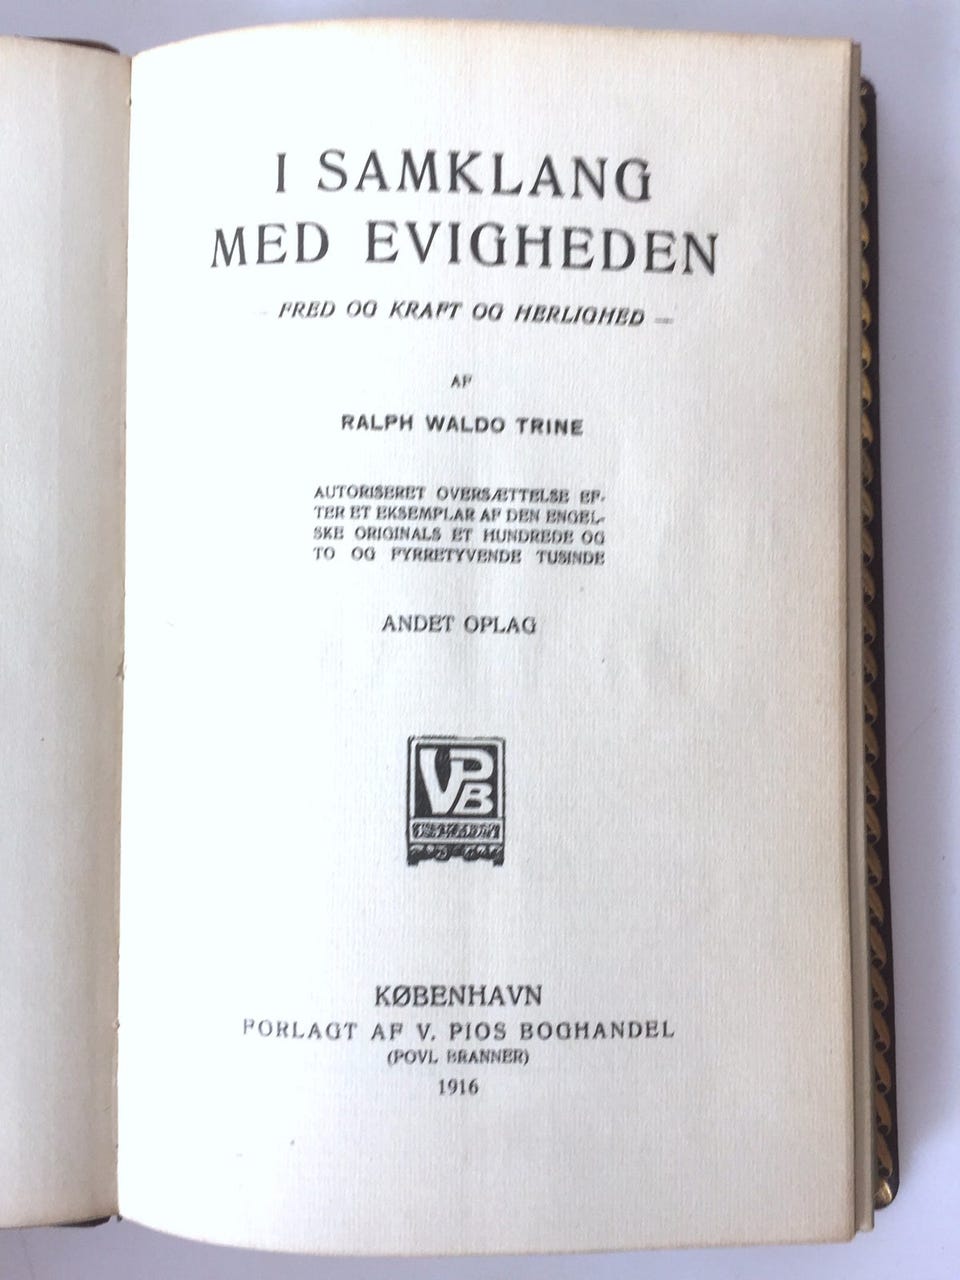 I SAMKLANG
MED EVIGHEDEN
— FRED OG KRAFT OG HERLIGHED —
AF
RALPH WALDO TRINE
AUTORISERET OVERSÆTTELSE EF-
TER ET EKSEMPLAR AF DEN ENGEL-
SKE ORIGINALS ET HUNDREDE OG
TO OG FYRRETYVENDE TUSINDE
ANDET OPLAG
VPB
KØBENHAVN
FORLAGT AF V. PIOS BOGHANDEL
(POVL BRANNER)
1916